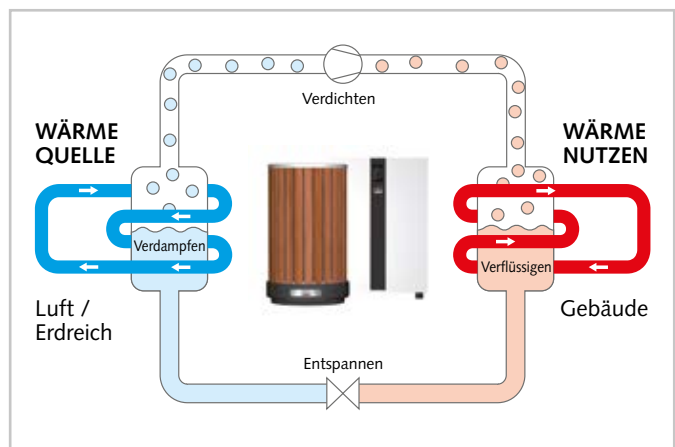 Verdichten
WÄRME
QUELLE
WÄRME
NUTZEN
Verdampfen
Verflüssigen
Luft /
Erdreich
Gebäude
Entspannen